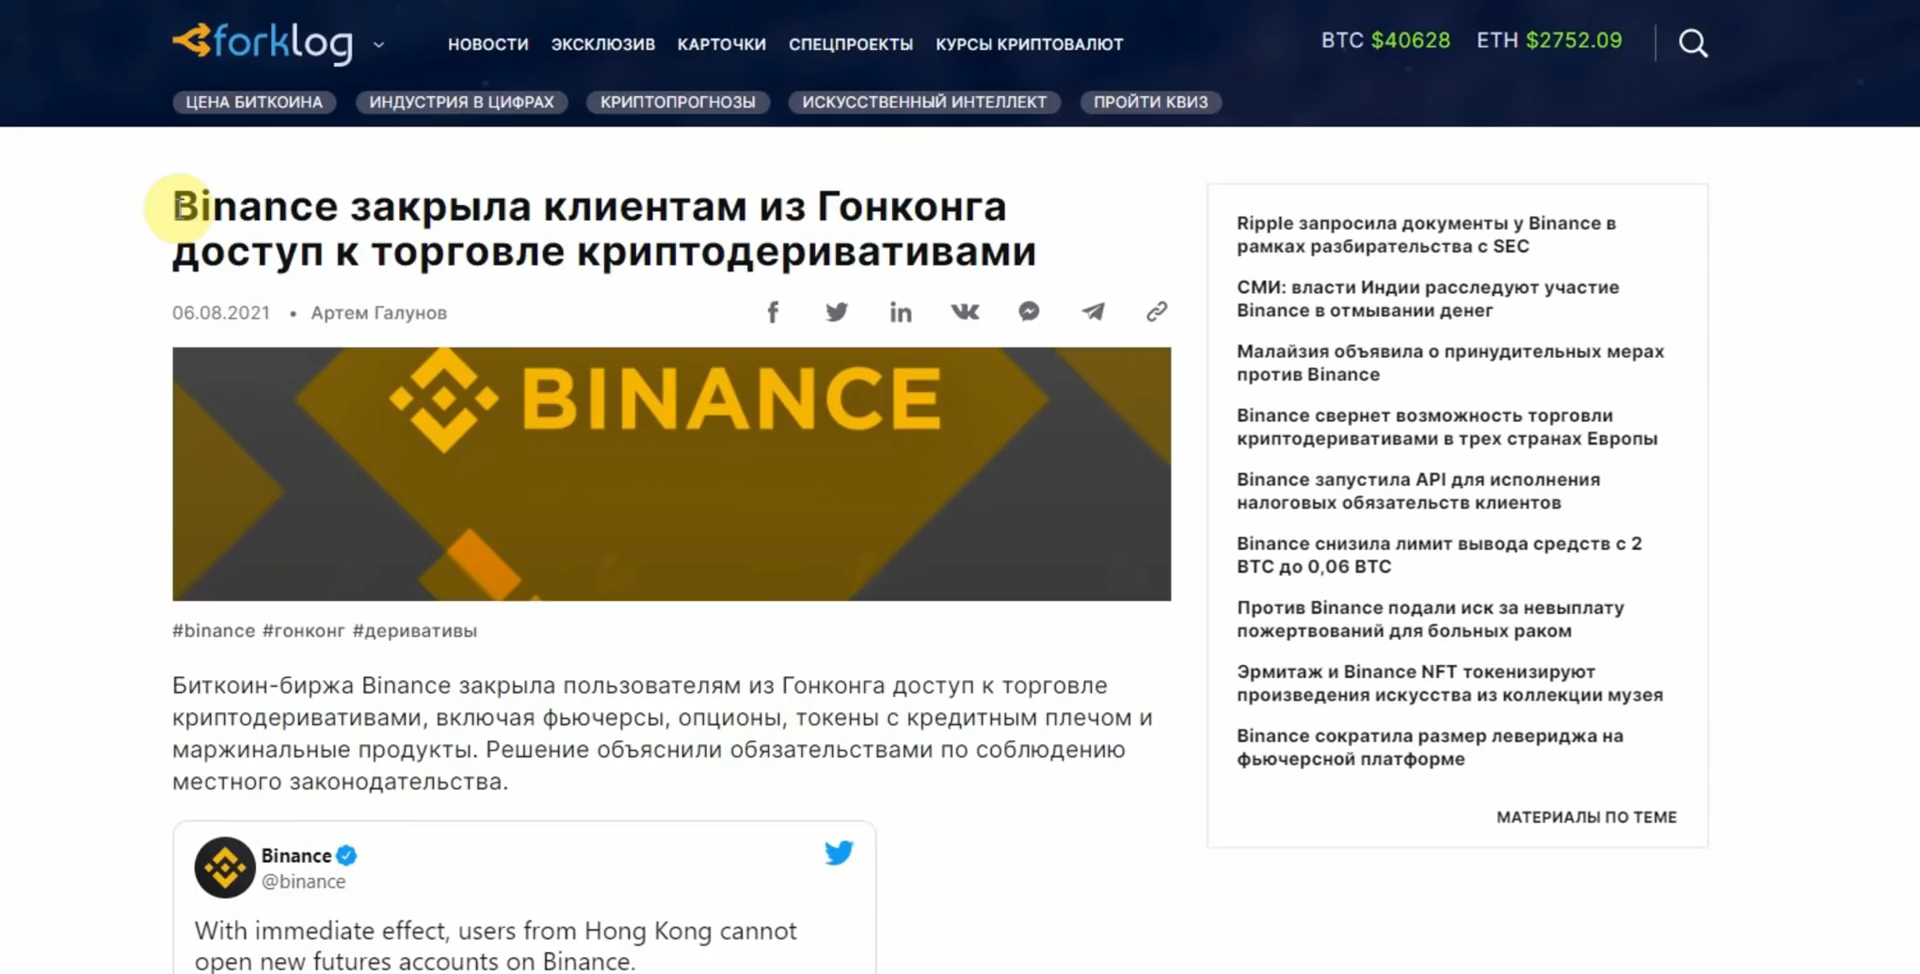 forklog
НОВОСТИ ЭКСКЛЮЗИВ КАРТОЧКИ СПЕЦПРОЕКТЫ КУРСЫ КРИПТОВАЛЮТ
BTC $40628 ETH $2752.09
ЦЕНА БИТКОИНА ИНДУСТРИЯ В ЦИФРАХ КРИПТОПРОГНОЗЫ ИСКУССТВЕННЫЙ ИНТЕЛЛЕКТ ПРОЙТИ КВИЗ
Binance закрыла клиентам из Гонконга
доступ к торговле криптодеривативами
06.08.2021 • Артем Галунов
BINANCE
#binance #гонконг #деривативы
Биткоин-биржа Binance закрыла пользователям из Гонконга доступ к торговле
криптодеривативами, включая фьючерсы, опционы, токены с кредитным плечом и
маржинальные продукты. Решение объяснили обязательствами по соблюдению
местного законодательства.
Binance
@binance
With immediate effect, users from Hong Kong cannot
open new futures accounts on Binance.
Ripple запросила документы у Binance в
рамках разбирательства с SEC
СМИ: власти Индии расследуют участие
Binance в отмывании денег
Малайзия объявила о принудительных мерах
против Binance
Binance свернет возможность торговли
криптодеривативами в трех странах Европы
Binance запустила API для исполнения
налоговых обязательств клиентов
Binance снизила лимит вывода средств с 2
BTC до 0,06 BTC
Против Binance подали иск за невыплату
пожертвований для больных раком
Эрмитаж и Binance NFT токенизируют
произведения искусства из коллекции музея
Binance сократила размер левериджа на
фьючерсной платформе
МАТЕРИАЛЫ ПО ТЕМЕ